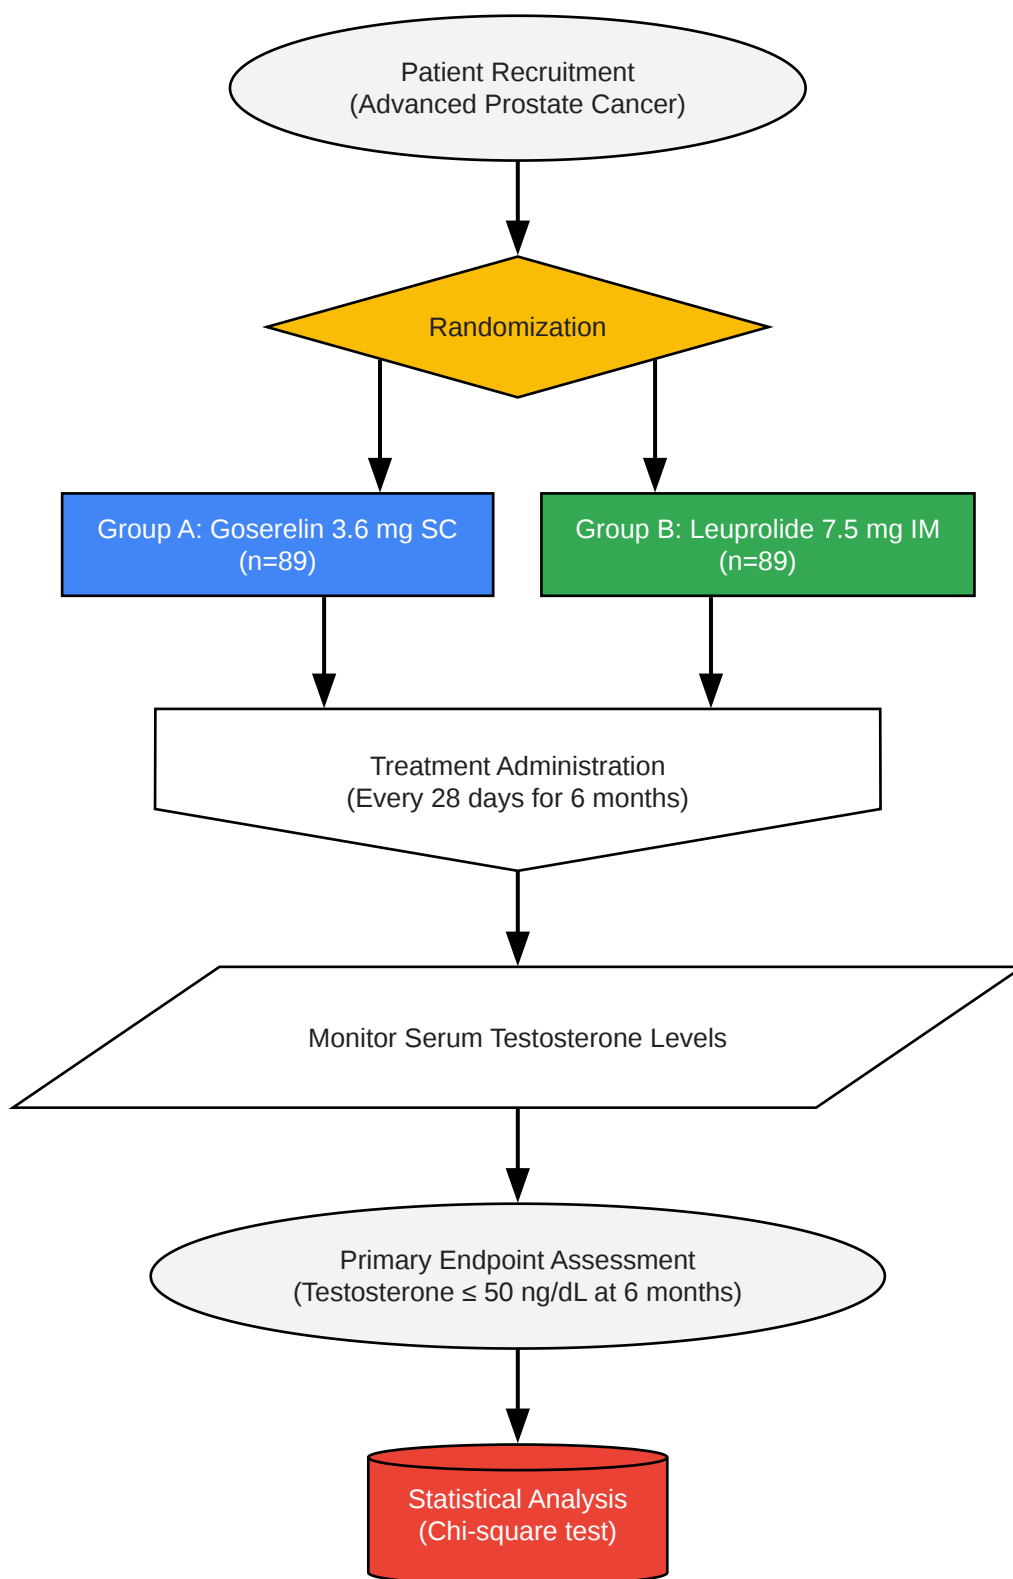 Patient Recruitment
(Advanced Prostate Cancer)
Randomization
Group A: Goserelin 3.6 mg SC
(n=89)
Group B: Leuprolide 7.5 mg IM
(n=89)
Treatment Administration
(Every 28 days for 6 months)
Monitor Serum Testosterone Levels
Primary Endpoint Assessment
(Testosterone ≤ 50 ng/dL at 6 months)
Statistical Analysis
(Chi-square test)